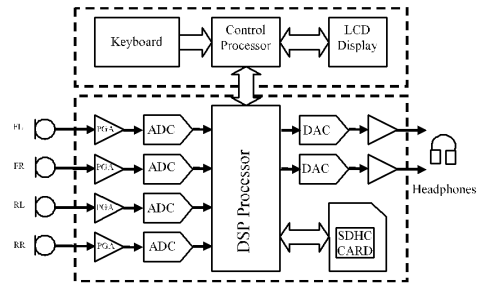 Keyboard
Control
Processor
LCD
Display
FL
PGA
ADC
DAC
FR
PGA
ADC
DAC
Headphones
RL
PGA
ADC
DSP Processor
SDHC
CARD
RR
PGA
ADC